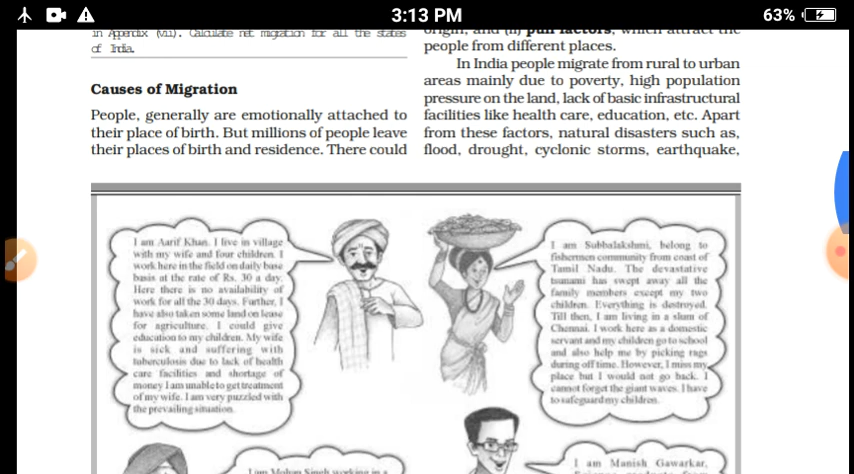 3:13 PM
63%
in Appendix (vii). Calculate net migration for all the states
of India.
Causes of Migration
People, generally are emotionally attached to
their place of birth. But millions of people leave
their places of birth and residence. There could
origin; and (ii) pull factors, which attract the
people from different places.
In India people migrate from rural to urban
areas mainly due to poverty, high population
pressure on the land, lack of basic infrastructural
facilities like health care, education, etc. Apart
from these factors, natural disasters such as,
flood, drought, cyclonic storms, earthquake,
I am Aarif Khan. I live in village
with my wife and four children. I
work here in the field on daily base
basis at the rate of Rs. 30 a day.
Here there is no availability of
work for all the 30 days. Further, I
have also taken some land on lease
for agriculture. I could give
education to my children. My wife
is sick and suffering with
tuberculosis due to lack of health
care facilities and shortage of
money I am unable to get treatment
of my wife. I am very puzzled with
the prevailing situation.
I am Subbalakshmi, belong to
fishermen community from coast of
Tamil Nadu. The devastative
tsunami has swept away all the
family members except my two
children. Everything is destroyed.
Till then, I am living in a slum of
Chennai. I work here as a domestic
servant and my children go to school
and also help me by picking rags
during off time. However, I miss my
place but I would not go back. I
cannot forget the giant waves. I have
to safeguard my children.
I am Mohan Singh working in a
I am Manish Gawarkar,